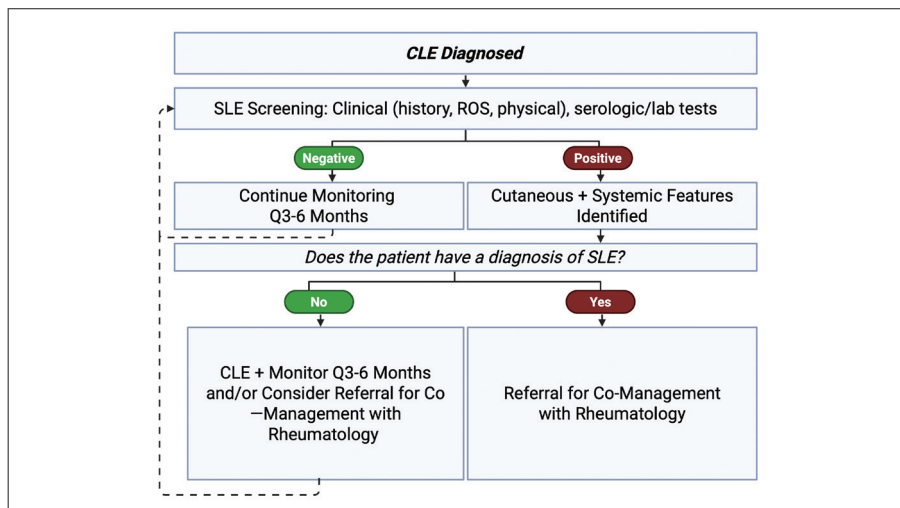 CLE Diagnosed
SLE Screening: Clinical (history, ROS, physical), serologic/lab tests
Negative
Positive
Continue Monitoring
Q3-6 Months
Cutaneous + Systemic Features
Identified
Does the patient have a diagnosis of SLE?
No
Yes
CLE + Monitor Q3-6 Months
and/or Consider Referral for Co
—Management with
Rheumatology
Referral for Co-Management
with Rheumatology